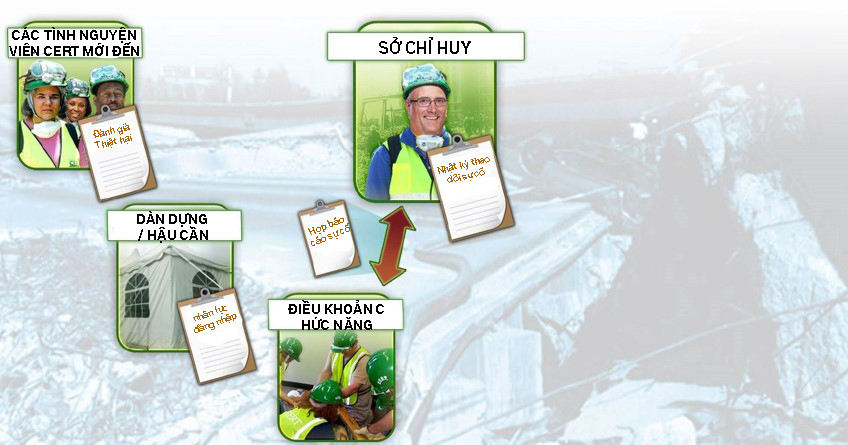 CÁC TÌNH NGUYỆN
VIÊN CERT MỚI ĐẾN
Đánh giá
Thiệt hại
SỞ CHỈ HUY
Nhật ký theo
dõi sự cố
DÀN DỰNG
/ HẬU CẦN
nhân lực
đăng nhập
Họp báo
cáo sự cố
ĐIỀU KHOẢN C
HỨC NĂNG